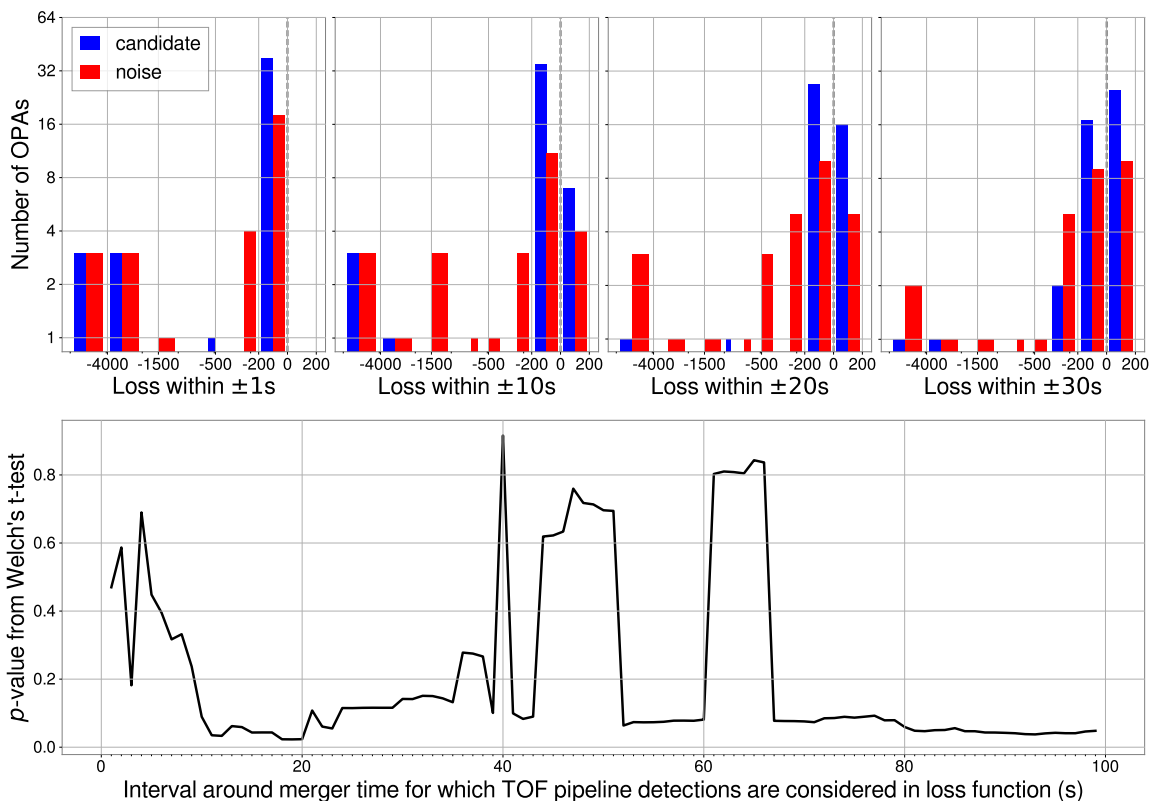 candidate
noise
64
32
16
8
4
2
1
Number of OPAs
-4000 -1500 -500 -200 0 200
-4000 -1500 -500 -200 0 200
-4000 -1500 -500 -200 0 200
-4000 -1500 -500 -200 0 200
Loss within ±1s
Loss within ±10s
Loss within ±20s
Loss within ±30s
0.8
0.6
0.4
0.2
0.0
p-value from Welch's t-test
0 20 40 60 80 100
Interval around merger time for which TOF pipeline detections are considered in loss function (s)